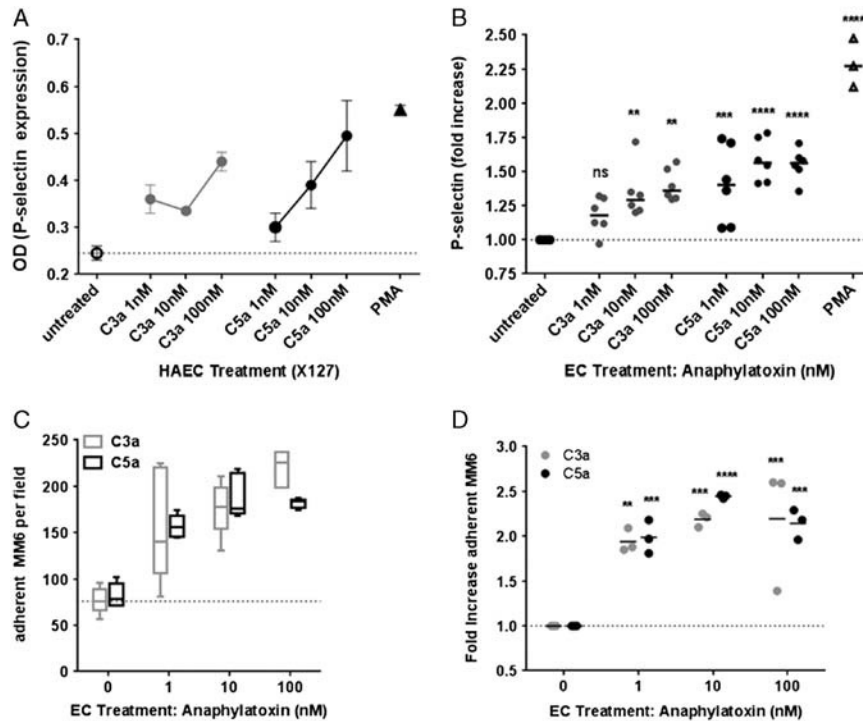 A
OD (P-selectin expression)
0.7
0.6
0.5
0.4
0.3
0.2
untreated
C3a 1nM
C3a 10nM
C3a 100nM
C5a 1nM
C5a 10nM
C5a 100nM
PMA
HAEC Treatment (X127)
B
P-selectin (fold increase)
2.50
2.25
2.00
1.75
1.50
1.25
1.00
0.75
ns
**
**
***
****
****
****
untreated
C3a 1nM
C3a 10nM
C3a 100nM
C5a 1nM
C5a 10nM
C5a 100nM
PMA
EC Treatment: Anaphylatoxin (nM)
C
C3a
C5a
adherent MM6 per field
250
200
150
100
50
0
0 1 10 100
EC Treatment: Anaphylatoxin (nM)
D
C3a
C5a
Fold Increase adherent MM6
3.0
2.5
2.0
1.5
1.0
0.5
** ***
*** ****
*** ***
0 1 10 100
EC Treatment: Anaphylatoxin (nM)